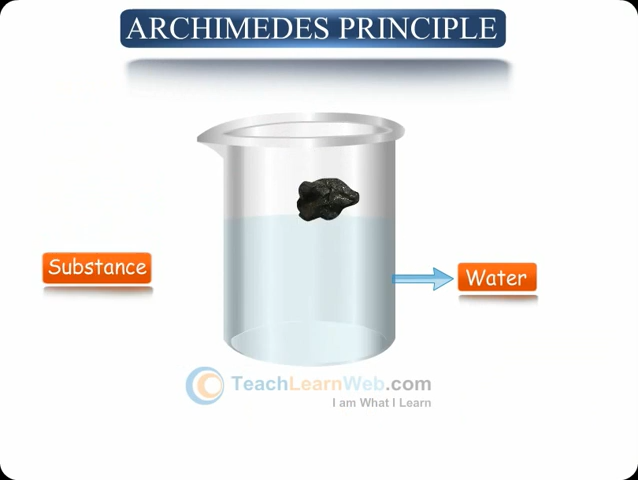 ARCHIMEDES PRINCIPLE
Substance
Water
TeachLearnWeb.com
I am What I Learn